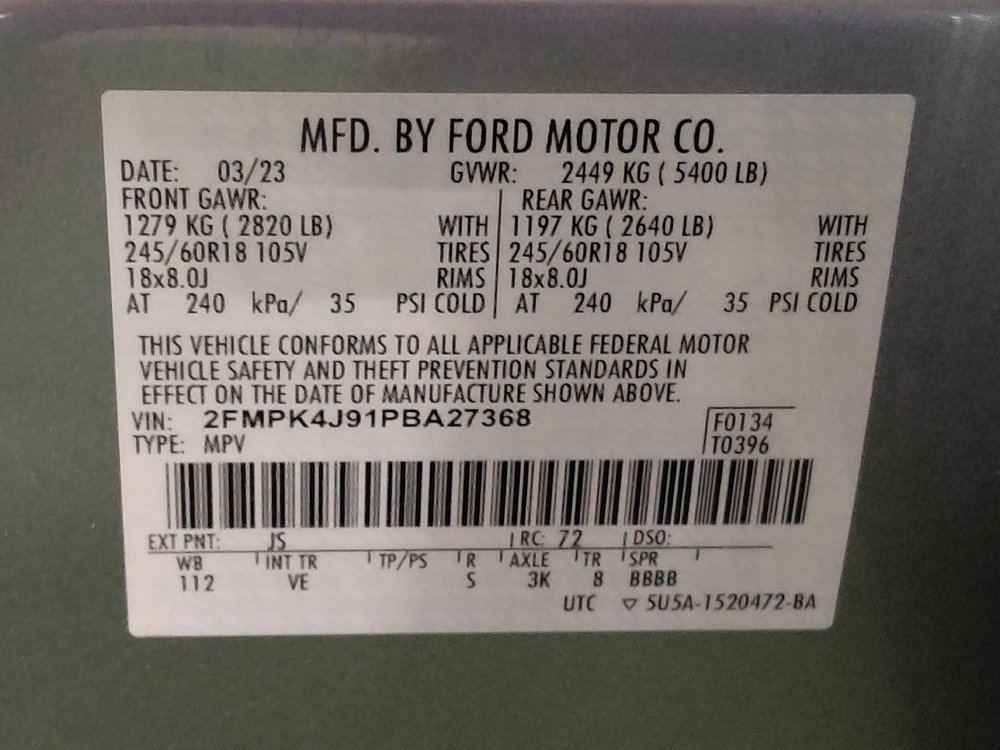 MFD. BY FORD MOTOR CO.
DATE: 03/23 GVWR: 2449 KG ( 5400 LB)
FRONT GAWR: REAR GAWR:
1279 KG ( 2820 LB) WITH 1197 KG ( 2640 LB) WITH
245/60R18 105V TIRES 245/60R18 105V TIRES
18x8.0J RIMS 18x8.0J RIMS
AT 240 kPa/ 35 PSI COLD AT 240 kPa/ 35 PSI COLD
THIS VEHICLE CONFORMS TO ALL APPLICABLE FEDERAL MOTOR
VEHICLE SAFETY AND THEFT PREVENTION STANDARDS IN
EFFECT ON THE DATE OF MANUFACTURE SHOWN ABOVE.
VIN: 2FMPK4J91PBA27368 F0134
TYPE: MPV T0396
EXT PNT: JS RC: 72 DSO:
WB INT TR TP/PS R AXLE TR SPR
112 VE S 3K 8 BBBB
UTC ▽ 5U5A-1520472-BA